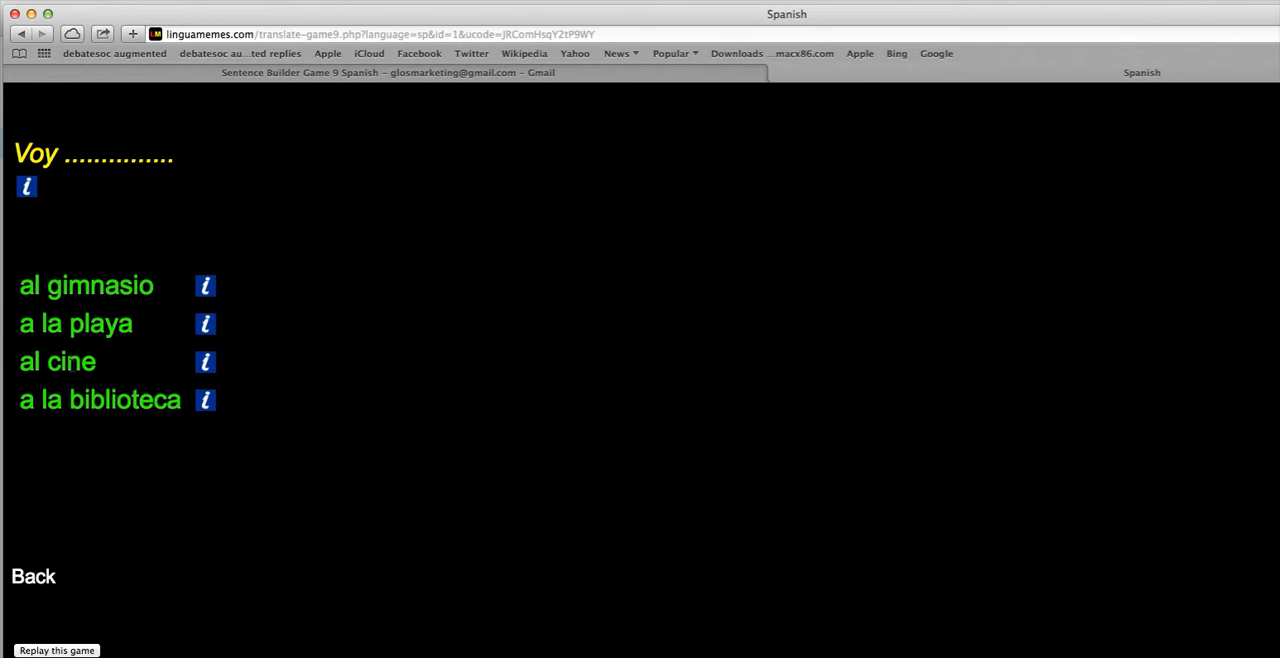 Spanish
linguamemes.com/translate-game9.php?language=sp&id=1&ucode=JRComHsqY2tP9WY
debatesoc augmented debatesoc au...ted replies Apple iCloud Facebook Twitter Wikipedia Yahoo News Popular Downloads ...macx86.com Apple Bing Google
Sentence Builder Game 9 Spanish – glosmarketing@gmail.com – Gmail Spanish
Voy ...............
i
al gimnasio i
a la playa i
al cine i
a la biblioteca i
Back
Replay this game